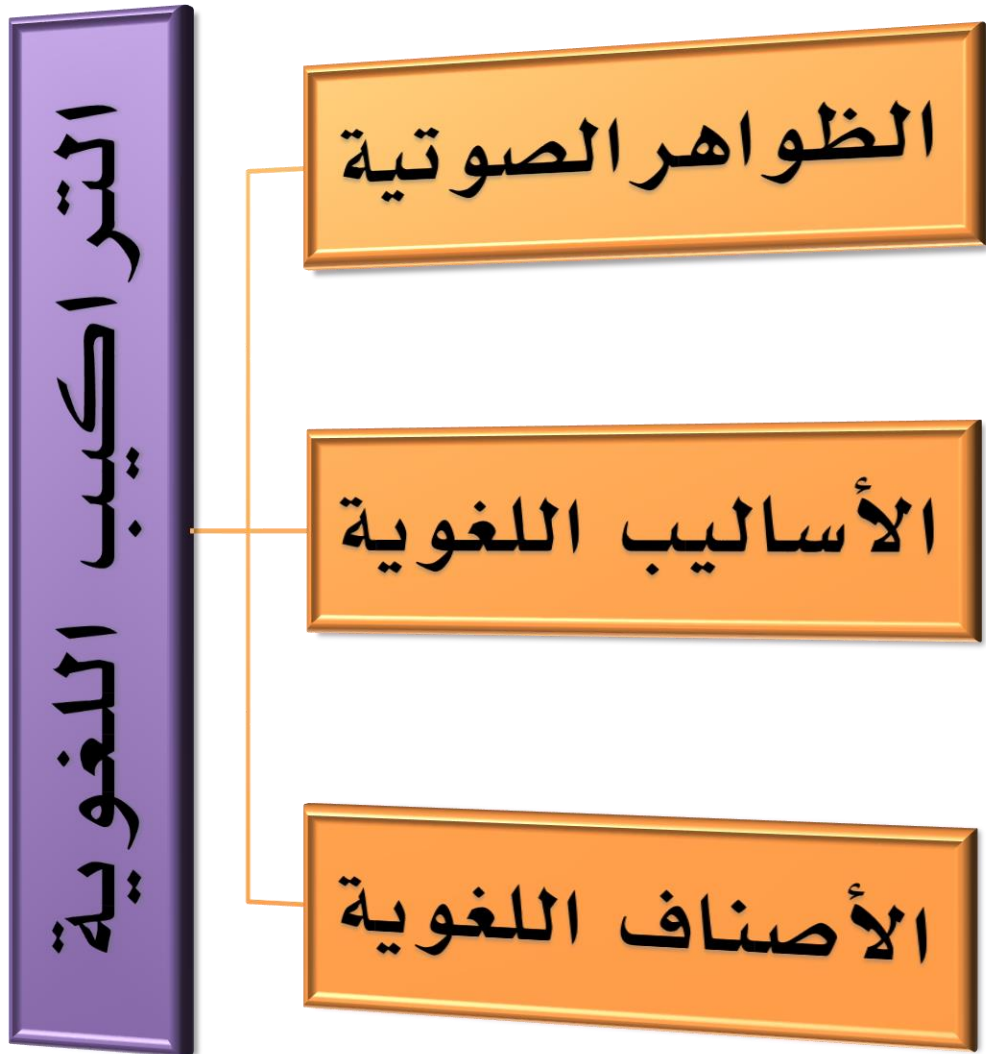 التراكيب اللغوية
الظواهر الصوتية
الأساليب اللغوية
الأصناف اللغوية